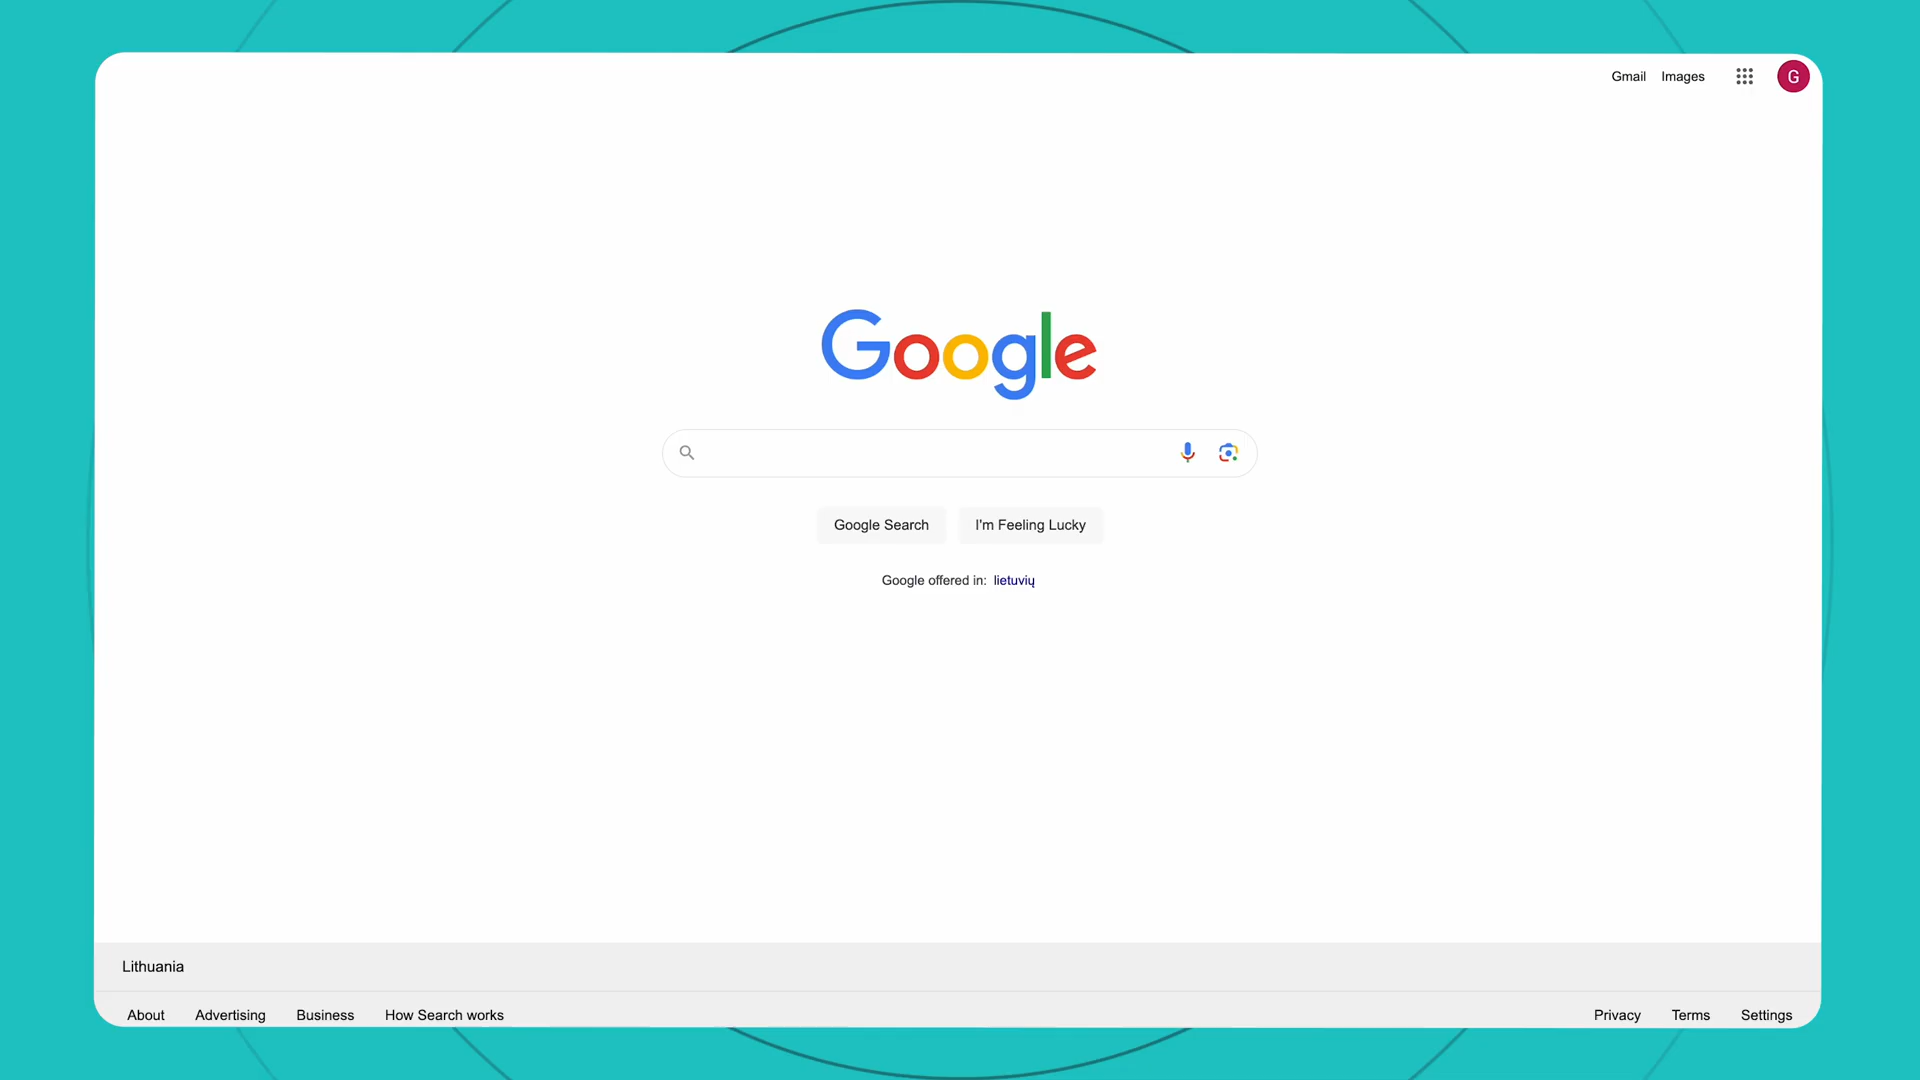 Gmail Images G
Google
Google Search I'm Feeling Lucky
Google offered in: lietuvių
Lithuania
About Advertising Business How Search works Privacy Terms Settings